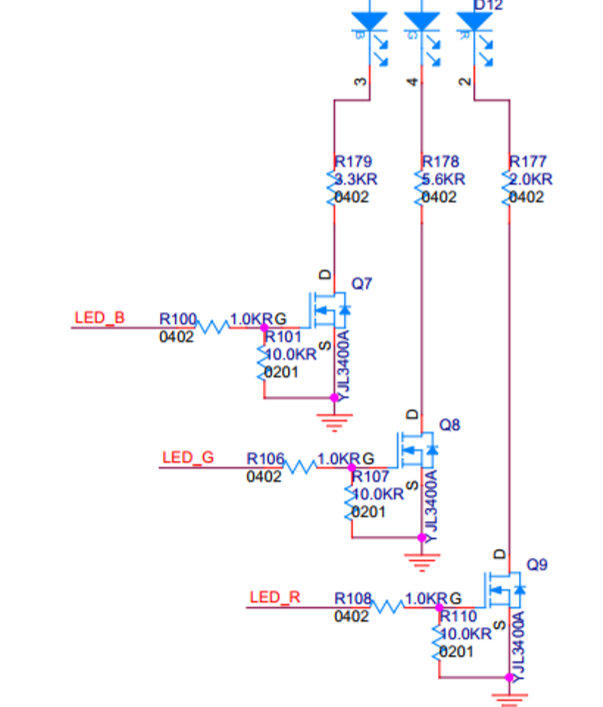 D12
B
G
R
3
4
2
R179
3.3KR
0402
R178
5.6KR
0402
R177
2.0KR
0402
D
Q7
LED_B
R100
1.0KR
G
0402
R101
10.0KR
0201
S
YJL3400A
D
Q8
LED_G
R106
1.0KR
G
0402
R107
10.0KR
0201
S
YJL3400A
D
Q9
LED_R
R108
1.0KR
G
0402
R110
10.0KR
0201
S
YJL3400A